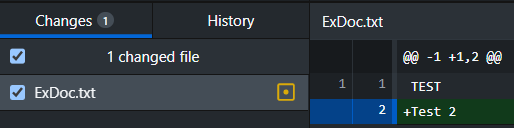 Changes 1 History
1 changed file
ExDoc.txt
ExDoc.txt
@@ -1 +1,2 @@
1 1 TEST
2 +Test 2